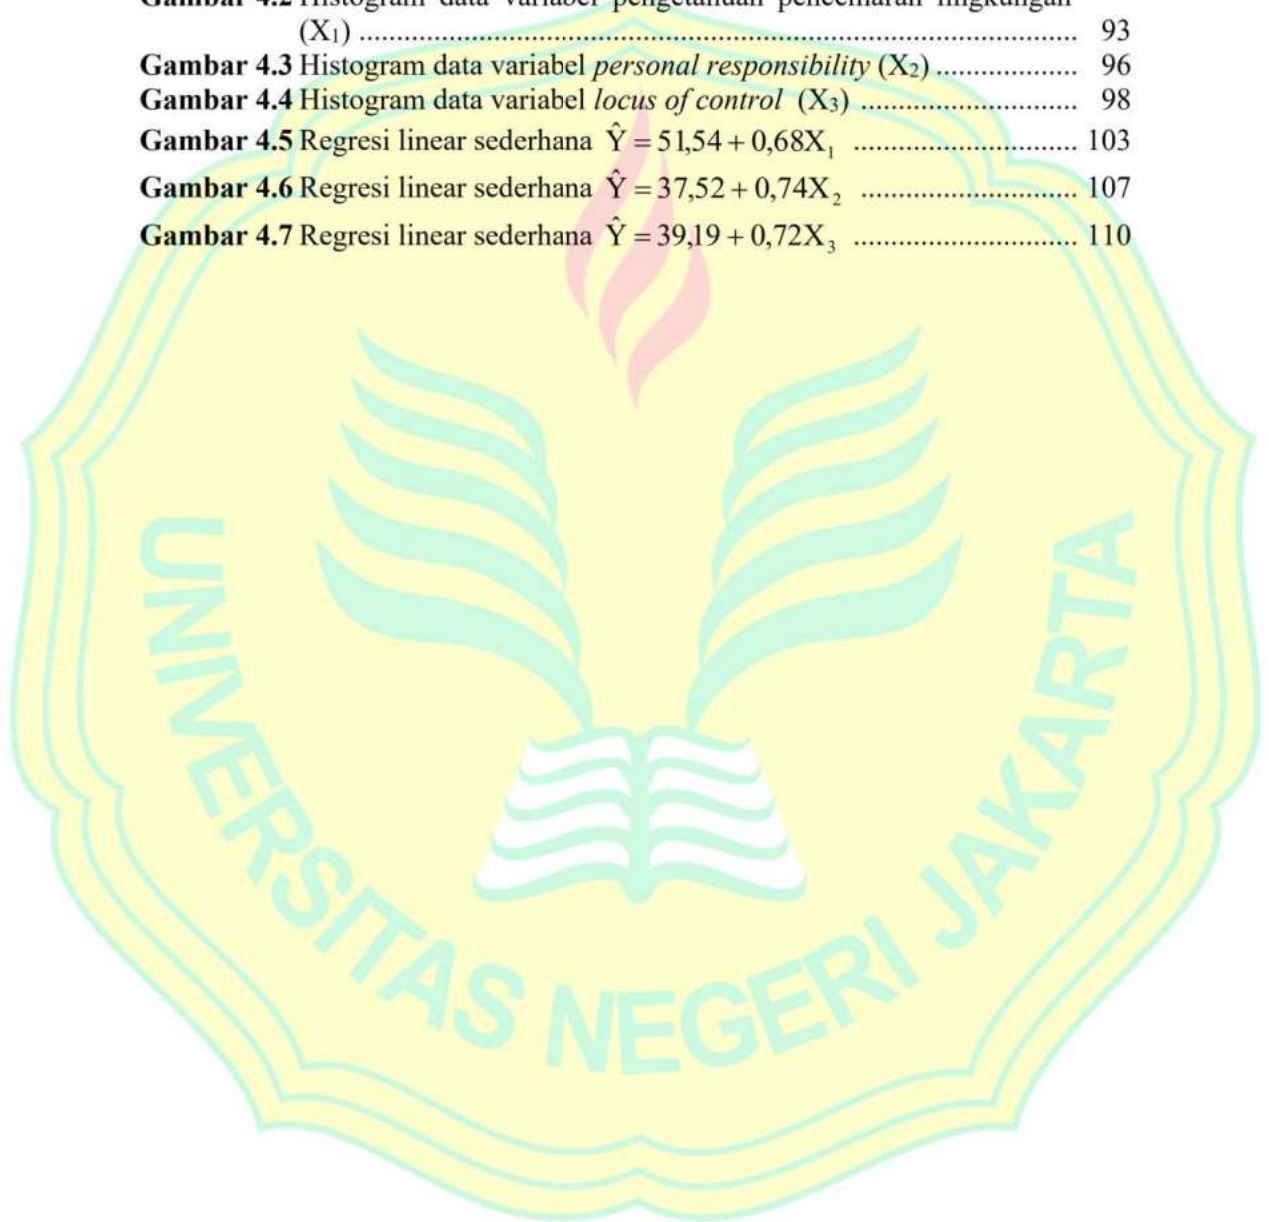 Gambar 4.2 Histogram data variabel pengetahuan pencemaran lingkungan
(X₁) ................................................................................ 93
Gambar 4.3 Histogram data variabel personal responsibility (X₂) ................... 96
Gambar 4.4 Histogram data variabel locus of control (X₃) ............................. 98
Gambar 4.5 Regresi linear sederhana Ŷ = 51,54 + 0,68X₁ .............................. 103
Gambar 4.6 Regresi linear sederhana Ŷ = 37,52 + 0,74X₂ ............................. 107
Gambar 4.7 Regresi linear sederhana Ŷ = 39,19 + 0,72X₃ .............................. 110
UNIVERSITAS NEGERI JAKARTA